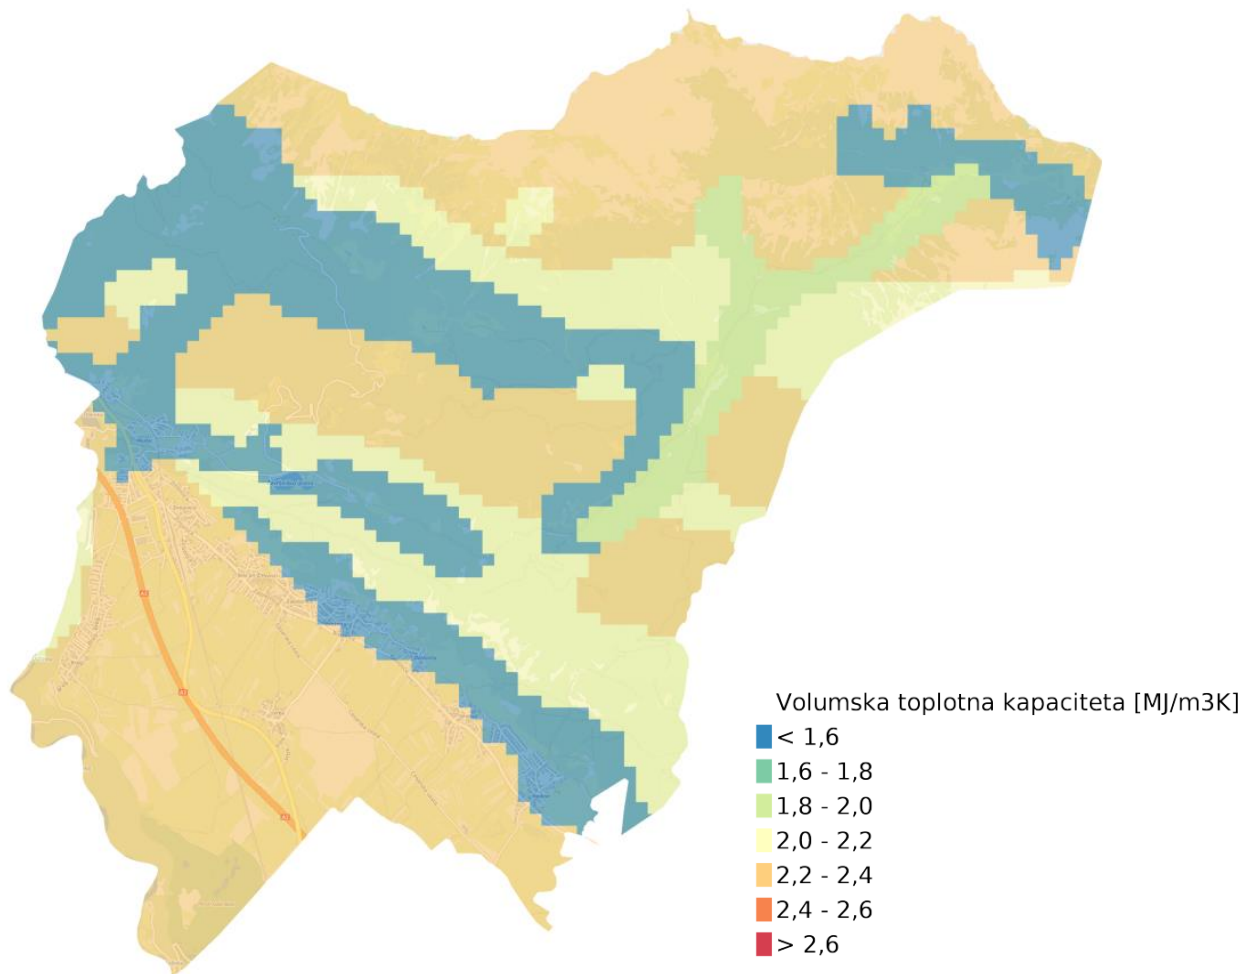 Volumska toplotna kapaciteta [MJ/m3K]
< 1,6
1,6 - 1,8
1,8 - 2,0
2,0 - 2,2
2,2 - 2,4
2,4 - 2,6
> 2,6